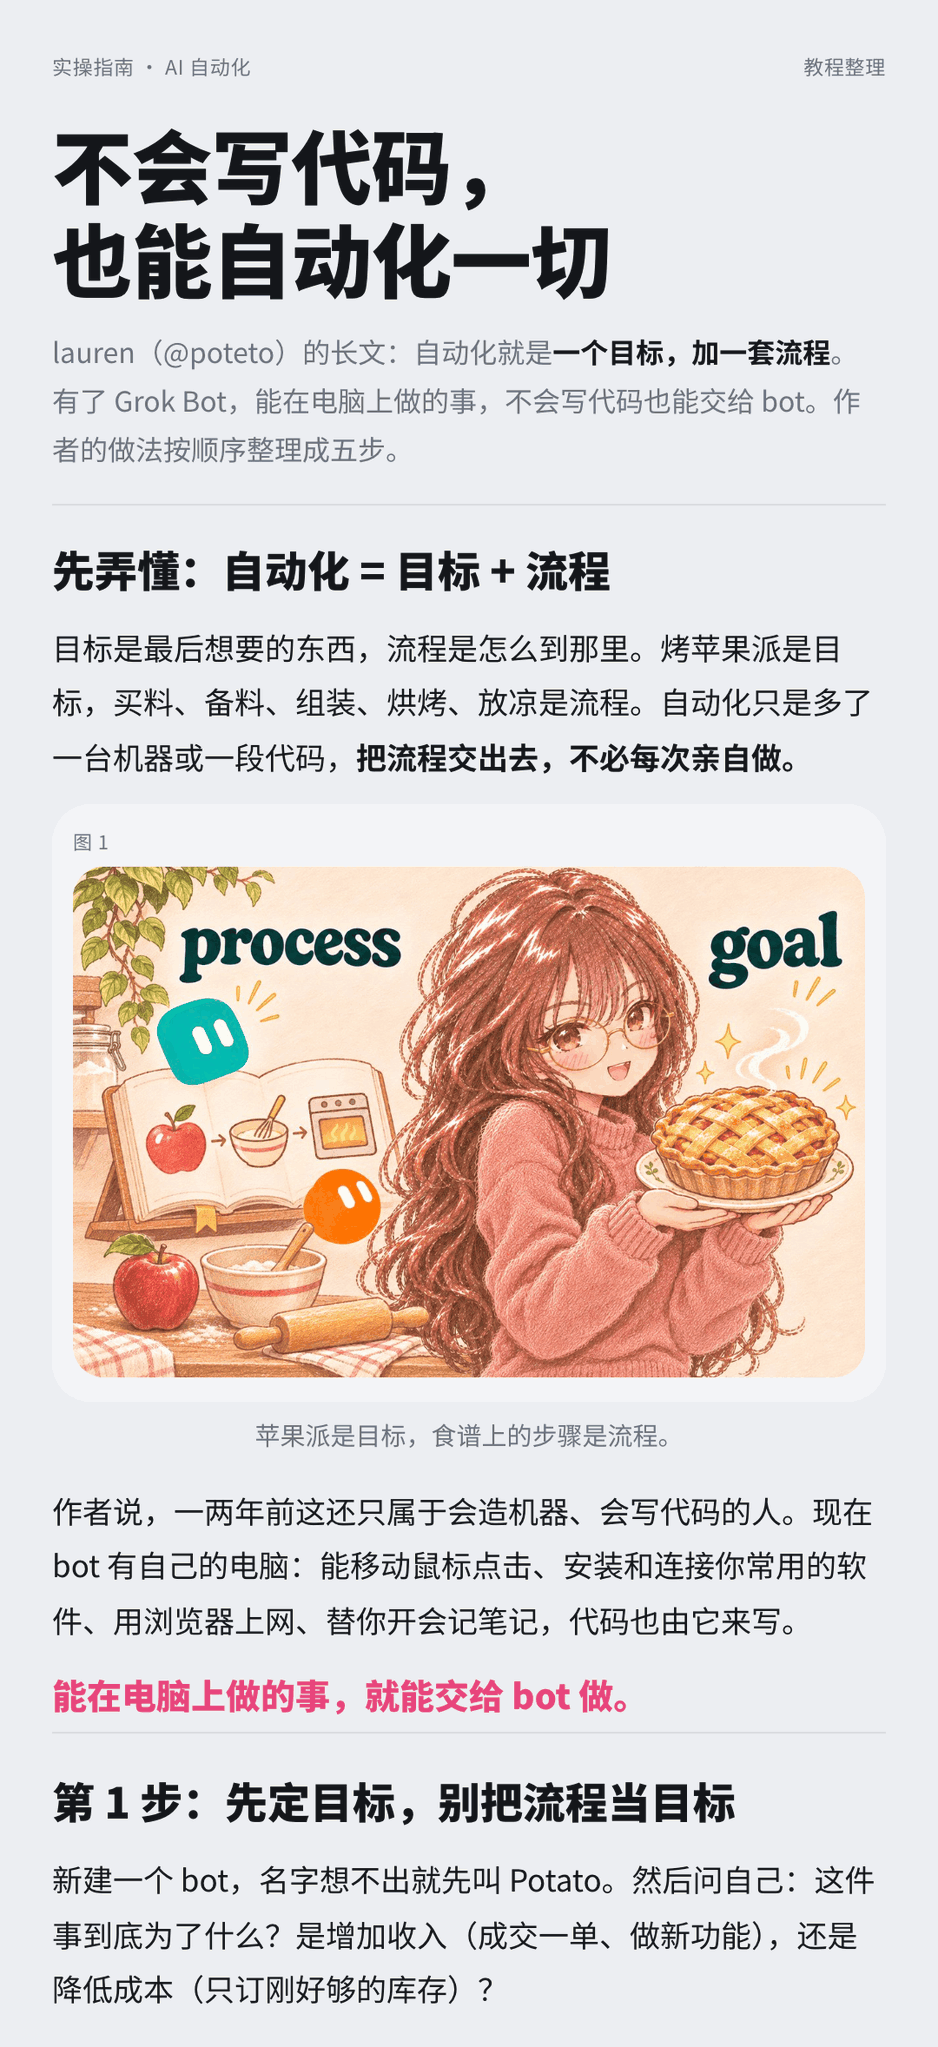 实操指南 · AI 自动化
教程整理
不会写代码，
也能自动化一切
lauren（@poteto）的长文：自动化就是一个目标，加一套流程。
有了 Grok Bot，能在电脑上做的事，不会写代码也能交给 bot。作
者的做法按顺序整理成五步。
先弄懂：自动化 = 目标 + 流程
目标是最后想要的东西，流程是怎么到那里。烤苹果派是目
标，买料、备料、组装、烘烤、放凉是流程。自动化只是多了
一台机器或一段代码，把流程交出去，不必每次亲自做。
图 1
process
goal
苹果派是目标，食谱上的步骤是流程。
作者说，一两年前这还只属于会造机器、会写代码的人。现在
bot 有自己的电脑：能移动鼠标点击、安装和连接你常用的软
件、用浏览器上网、替你开会记笔记，代码也由它来写。
能在电脑上做的事，就能交给 bot 做。
第 1 步：先定目标，别把流程当目标
新建一个 bot，名字想不出就先叫 Potato。然后问自己：这件
事到底为了什么？是增加收入（成交一单、做新功能），还是
降低成本（只订刚好够的库存）？